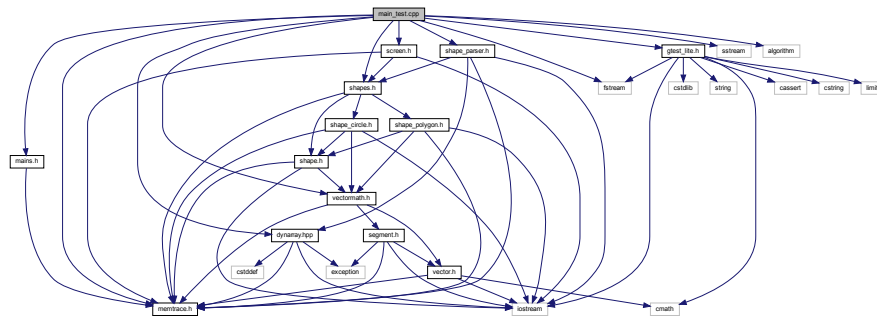 main_test.cpp
screen.h
shape_parser.h
gtest_lite.h
sstream
algorithm
shapes.h
fstream
cstdlib
string
cassert
cstring
limit
shape_circle.h
shape_polygon.h
mains.h
shape.h
vectormath.h
dynarray.hpp
segment.h
cstddef
exception
vector.h
memtrace.h
iostream
cmath